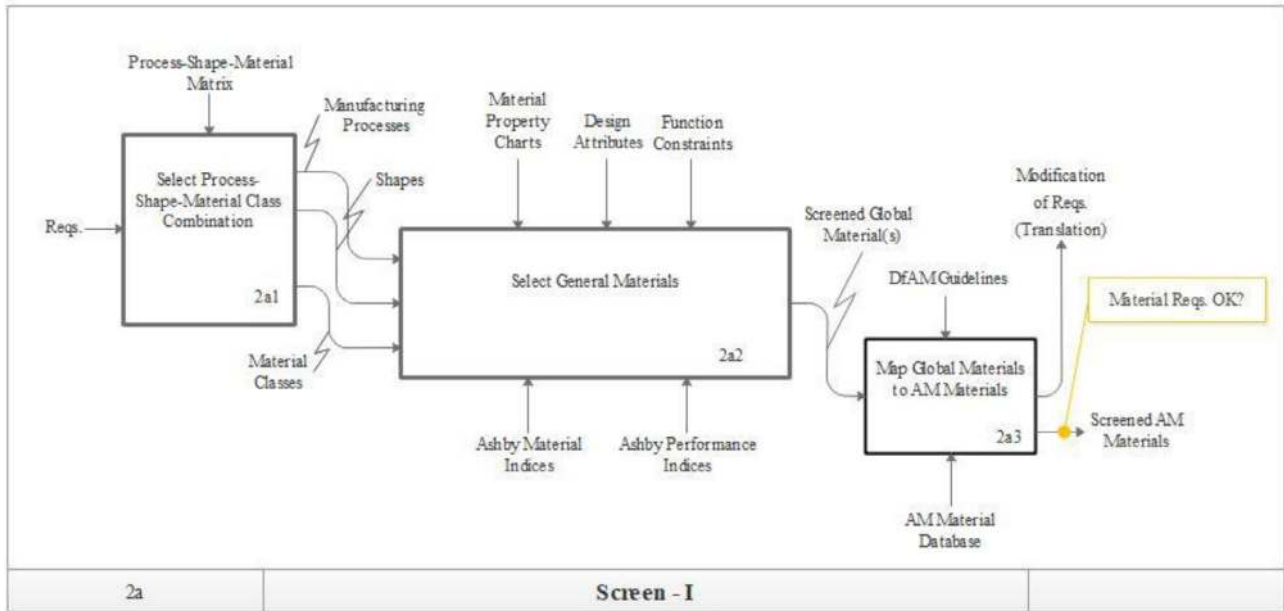 Process-Shape-Material
Matrix
Manufacturing
Processes
Select Process-
Shape-Material Class
Combination
2a1
Reqs.
Shapes
Material
Classes
Material
Property
Charts
Design
Attributes
Function
Constraints
Select General Materials
2a2
Ashby Material
Indices
Ashby Performance
Indices
Screened Global
Material(s)
DfAM Guidelines
Map Global Materials
to AM Materials
2a3
AM Material
Database
Modification
of Reqs.
(Translation)
Material Reqs. OK?
Screened AM
Materials
2a
Screen - I